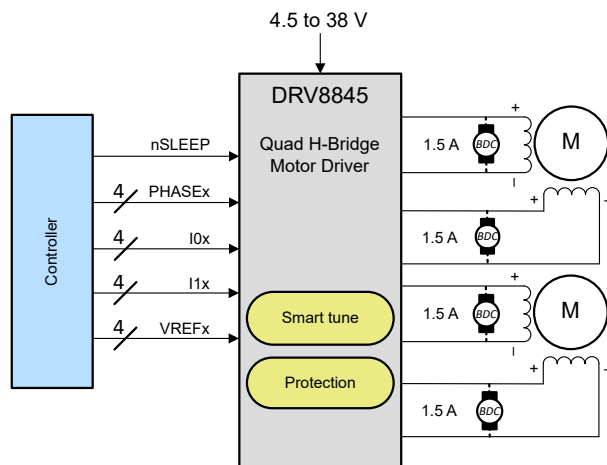 4.5 to 38 V
DRV8845
Quad H-Bridge
Motor Driver
Controller
nSLEEP
4 PHASEx
4 I0x
4 I1x
4 VREFx
Smart tune
Protection
1.5 A
BDC
+
–
M
1.5 A
BDC
+ –
1.5 A
BDC
+
–
M
1.5 A
BDC
+ –